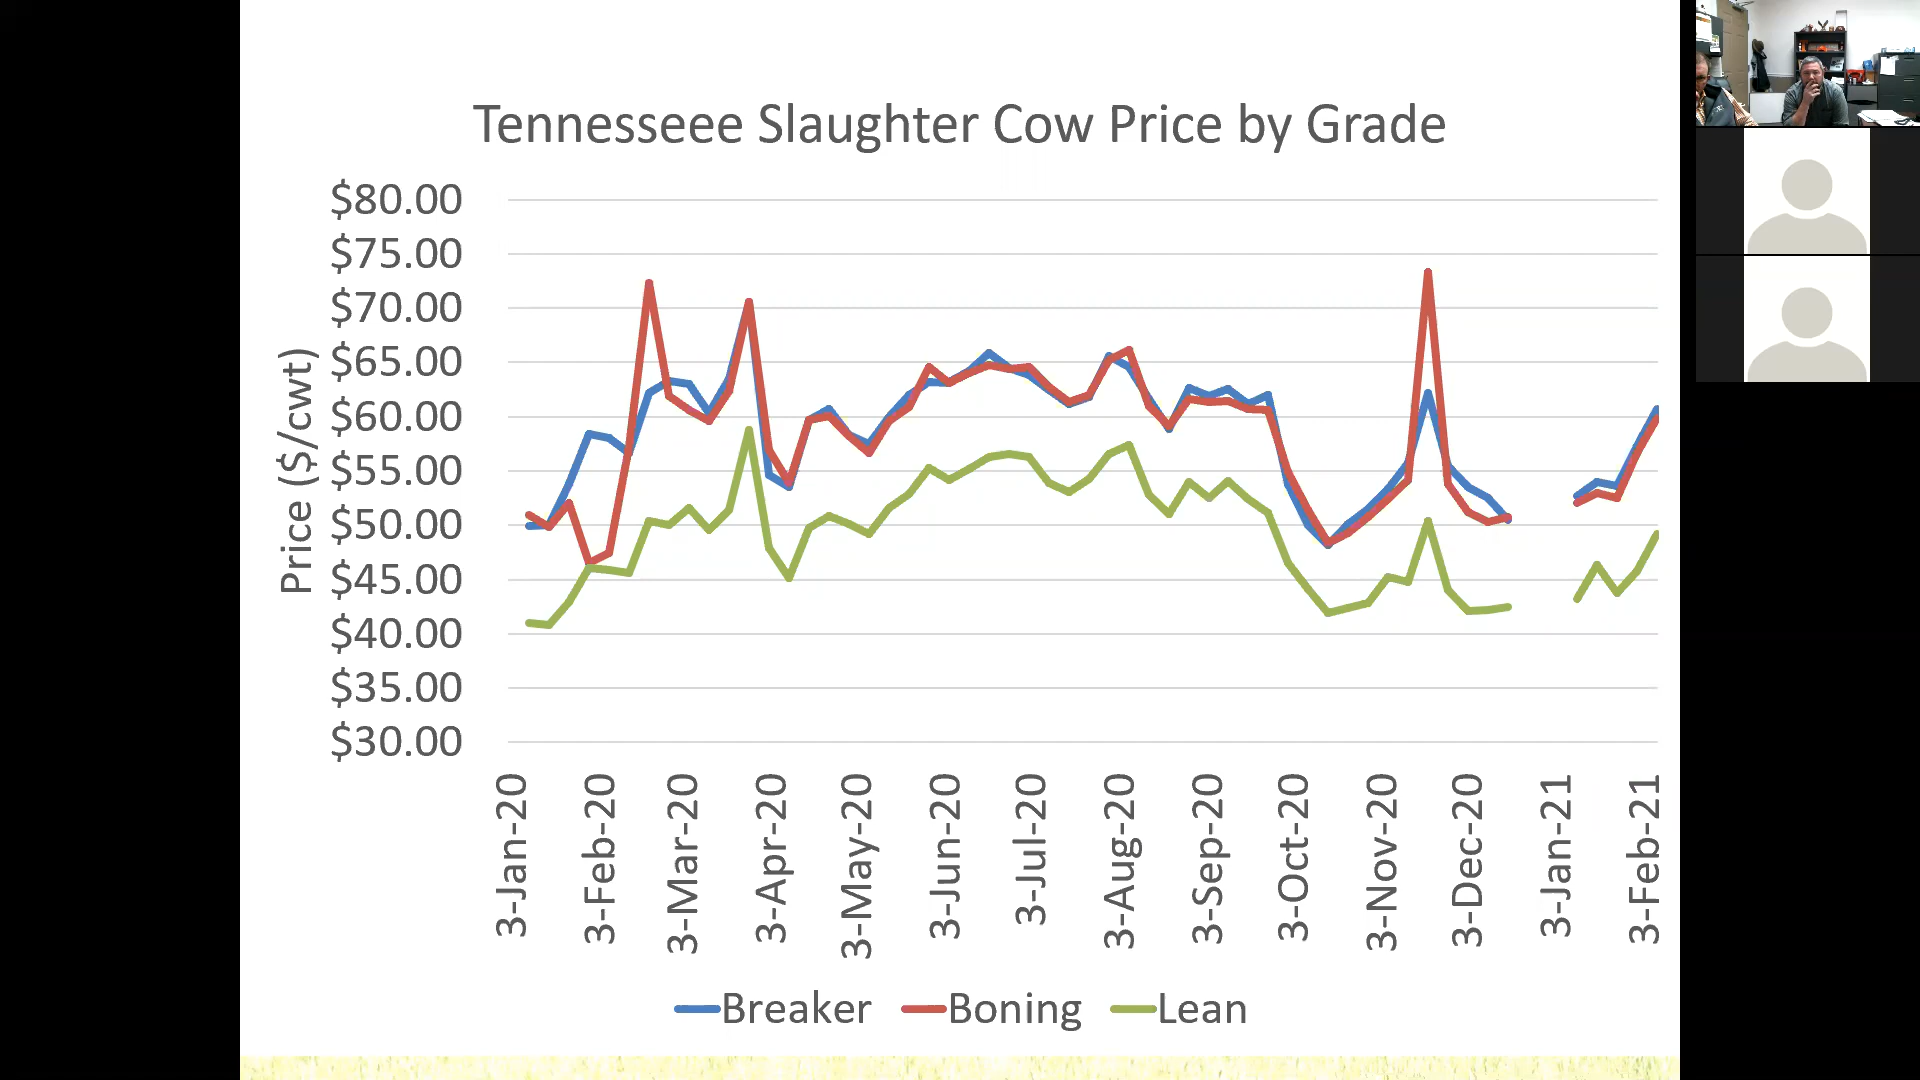 Tennesseee Slaughter Cow Price by Grade
$80.00
$75.00
$70.00
$65.00
$60.00
$55.00
$50.00
$45.00
$40.00
$35.00
$30.00
Price ($/cwt)
3-Jan-20
3-Feb-20
3-Mar-20
3-Apr-20
3-May-20
3-Jun-20
3-Jul-20
3-Aug-20
3-Sep-20
3-Oct-20
3-Nov-20
3-Dec-20
3-Jan-21
3-Feb-21
Breaker Boning Lean